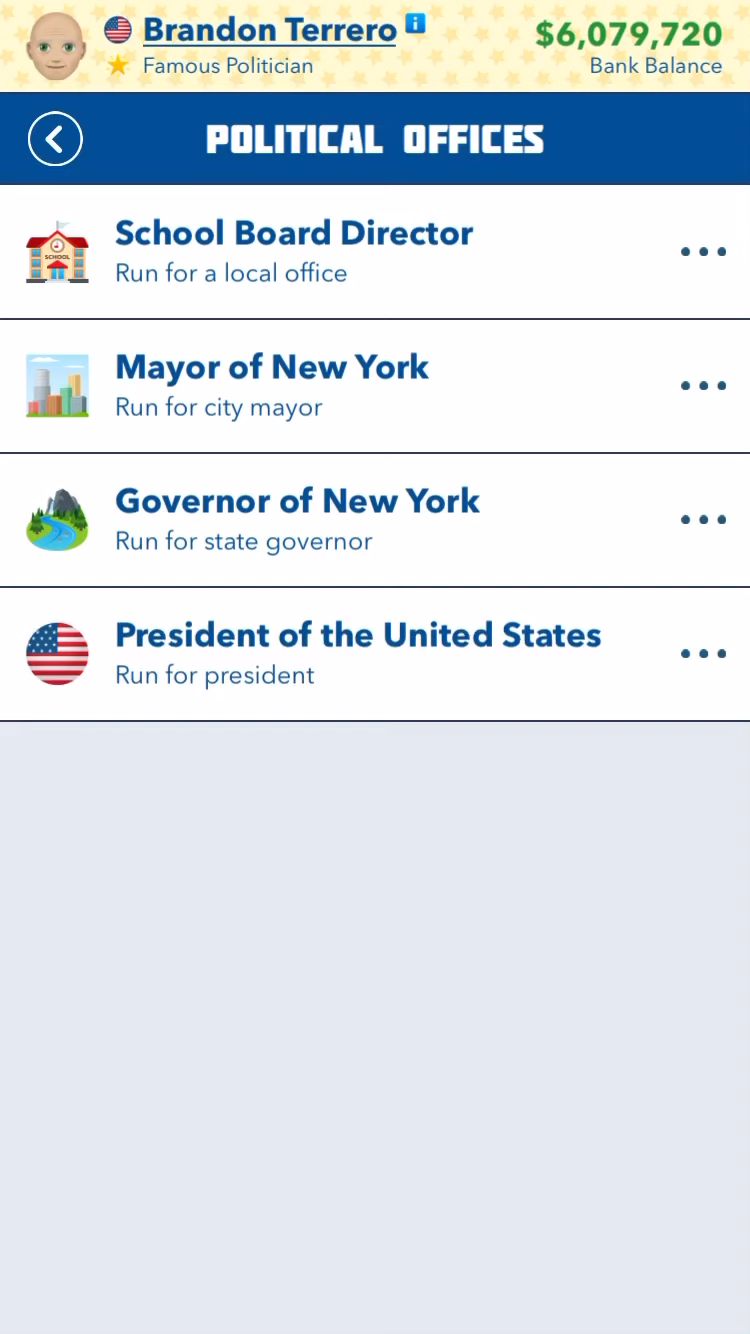 Brandon Terrero i
$6,079,720
Famous Politician
Bank Balance
POLITICAL OFFICES
SCHOOL
School Board Director
Run for a local office
Mayor of New York
Run for city mayor
Governor of New York
Run for state governor
President of the United States
Run for president